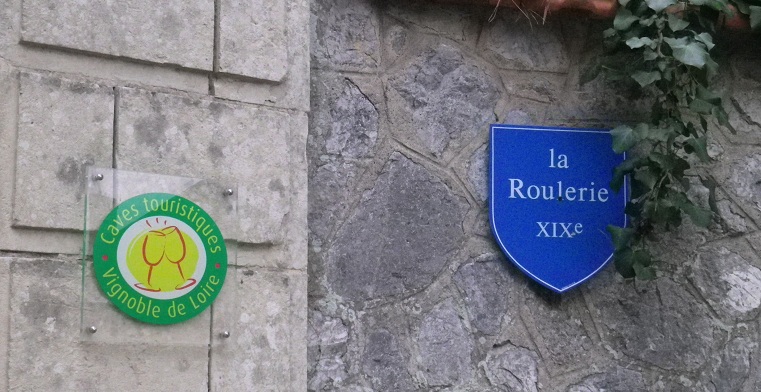 Caves touristiques
Vignoble de Loire
la
Roulerie
XIXe